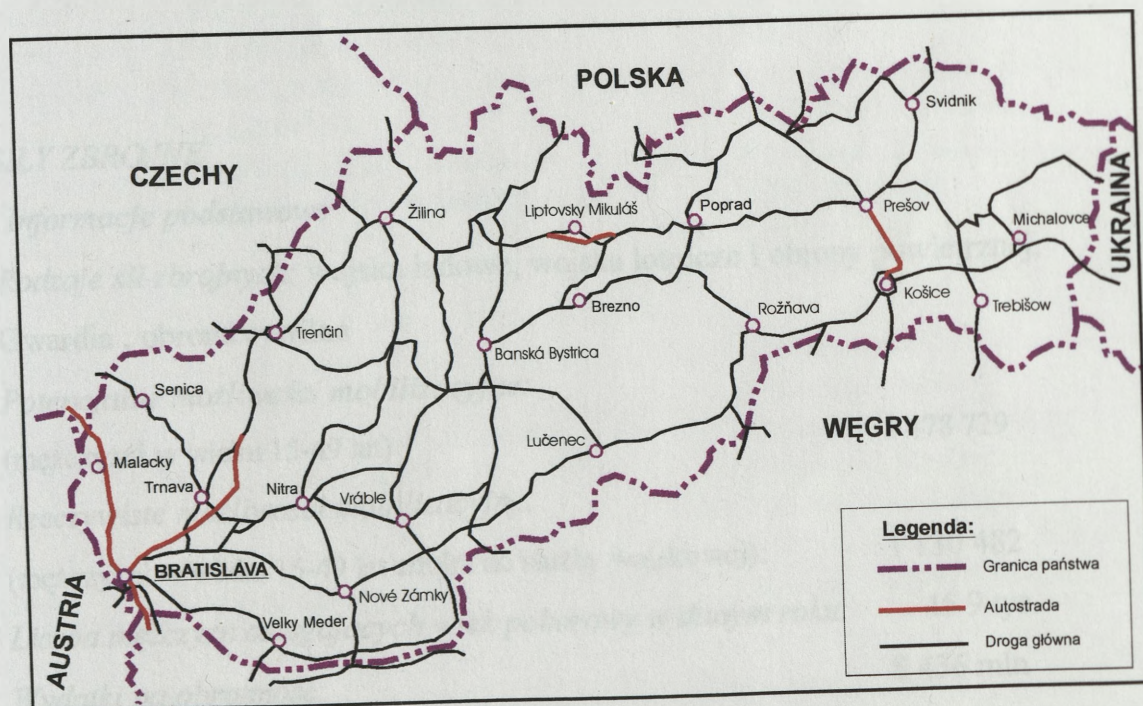 POLSKA
Svidnik
CZECHY
UKRAINA
Žilina
Liptovsky Mikuláš
Poprad
Prešov
Michalovce
Brezno
Rožňava
Košice
Trebišow
Trenčín
Banská Bystrica
Senica
WĘGRY
Lučenec
Malacky
Trnava
Nitra
Vráble
BRATISLAVA
Nové Zámky
Velky Meder
AUSTRIA
Legenda:
Granica państwa
Autostrada
Droga główna